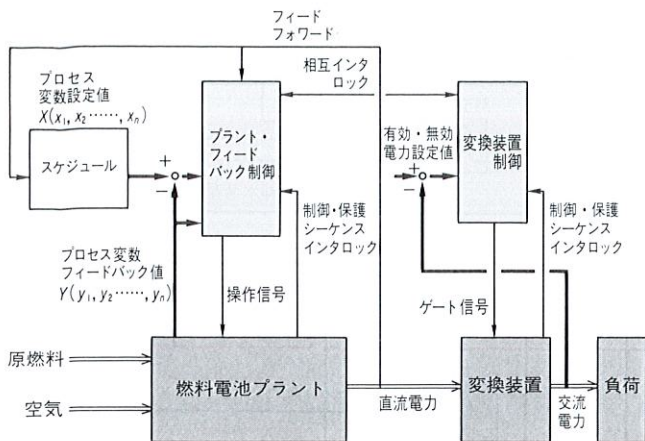 フィード
フォワード
相互インタ
ロック
プロセス
変数設定値
X(x₁, x₂……, xₙ)
スケジュール
+
−
プラント・
フィード
バック制御
有効・無効
電力設定値
+
−
変換装置
制御
制御・保護
シーケンス
インタロック
制御・保護
シーケンス
インタロック
プロセス変数
フィードバック値
Y(y₁, y₂……, yₙ)
操作信号
ゲート信号
原燃料
空気
燃料電池プラント
直流電力
変換装置
交流
電力
負荷